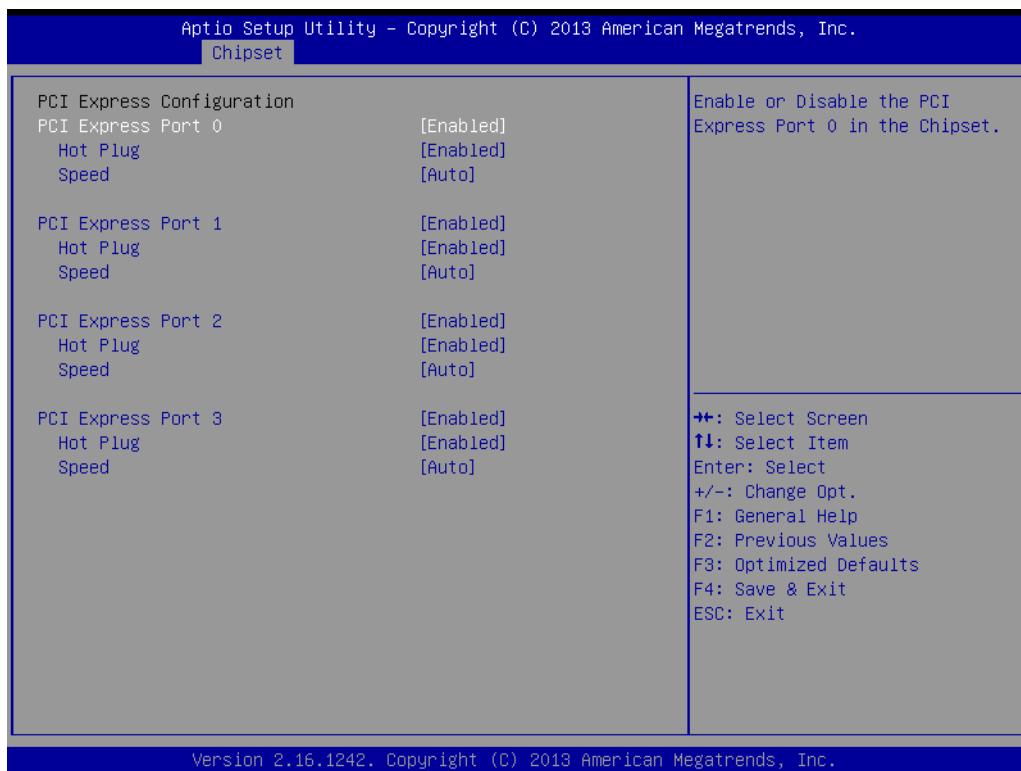 Aptio Setup Utility – Copyright (C) 2013 American Megatrends, Inc.
Chipset
PCI Express Configuration
PCI Express Port 0 [Enabled]
Hot Plug [Enabled]
Speed [Auto]
PCI Express Port 1 [Enabled]
Hot Plug [Enabled]
Speed [Auto]
PCI Express Port 2 [Enabled]
Hot Plug [Enabled]
Speed [Auto]
PCI Express Port 3 [Enabled]
Hot Plug [Enabled]
Speed [Auto]
Enable or Disable the PCI
Express Port 0 in the Chipset.
→←: Select Screen
↑↓: Select Item
Enter: Select
+/-: Change Opt.
F1: General Help
F2: Previous Values
F3: Optimized Defaults
F4: Save & Exit
ESC: Exit
Version 2.16.1242. Copyright (C) 2013 American Megatrends, Inc.